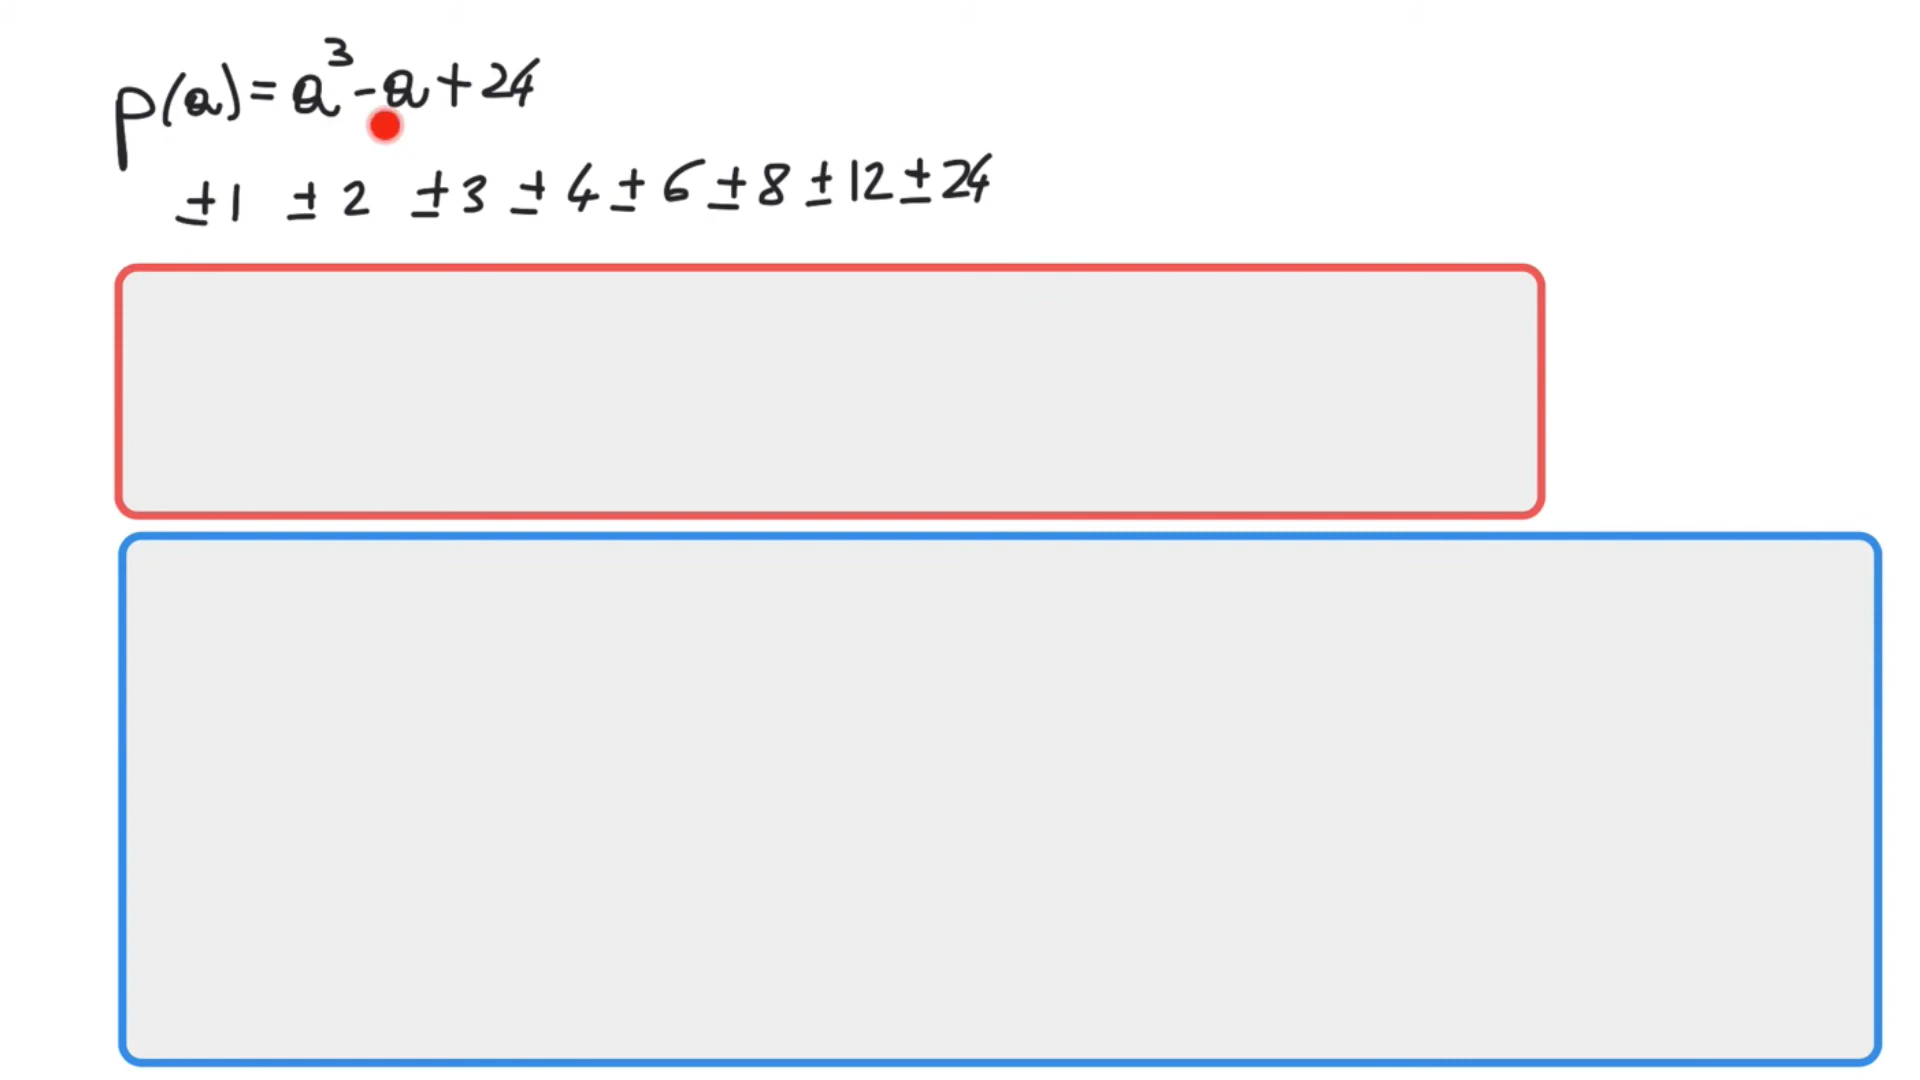 p(a) = a³ - a + 24
± 1 ± 2 ± 3 ± 4 ± 6 ± 8 ± 12 ± 24